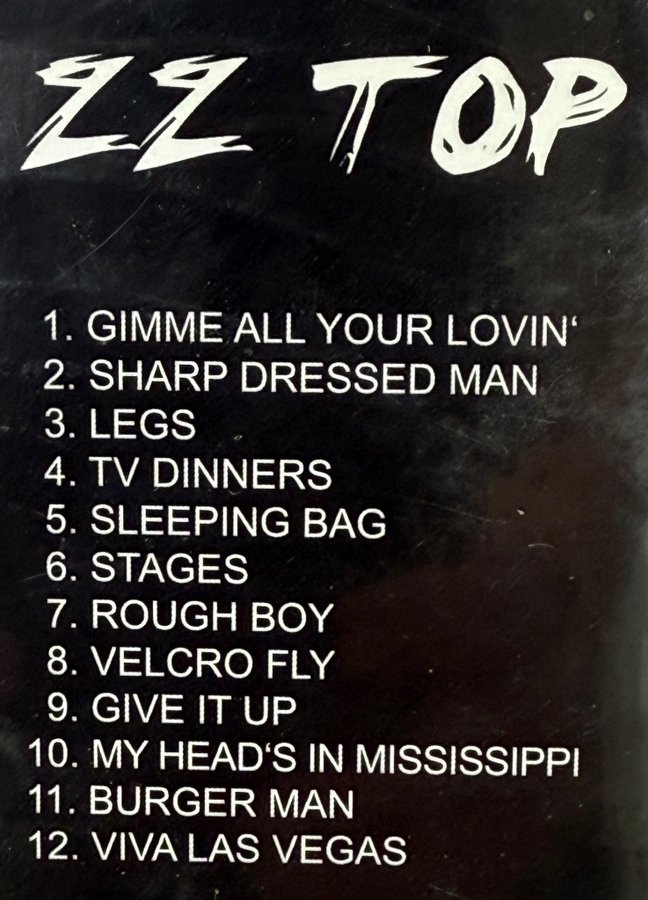 ZZ TOP
1. GIMME ALL YOUR LOVIN‘
2. SHARP DRESSED MAN
3. LEGS
4. TV DINNERS
5. SLEEPING BAG
6. STAGES
7. ROUGH BOY
8. VELCRO FLY
9. GIVE IT UP
10. MY HEAD‘S IN MISSISSIPPI
11. BURGER MAN
12. VIVA LAS VEGAS